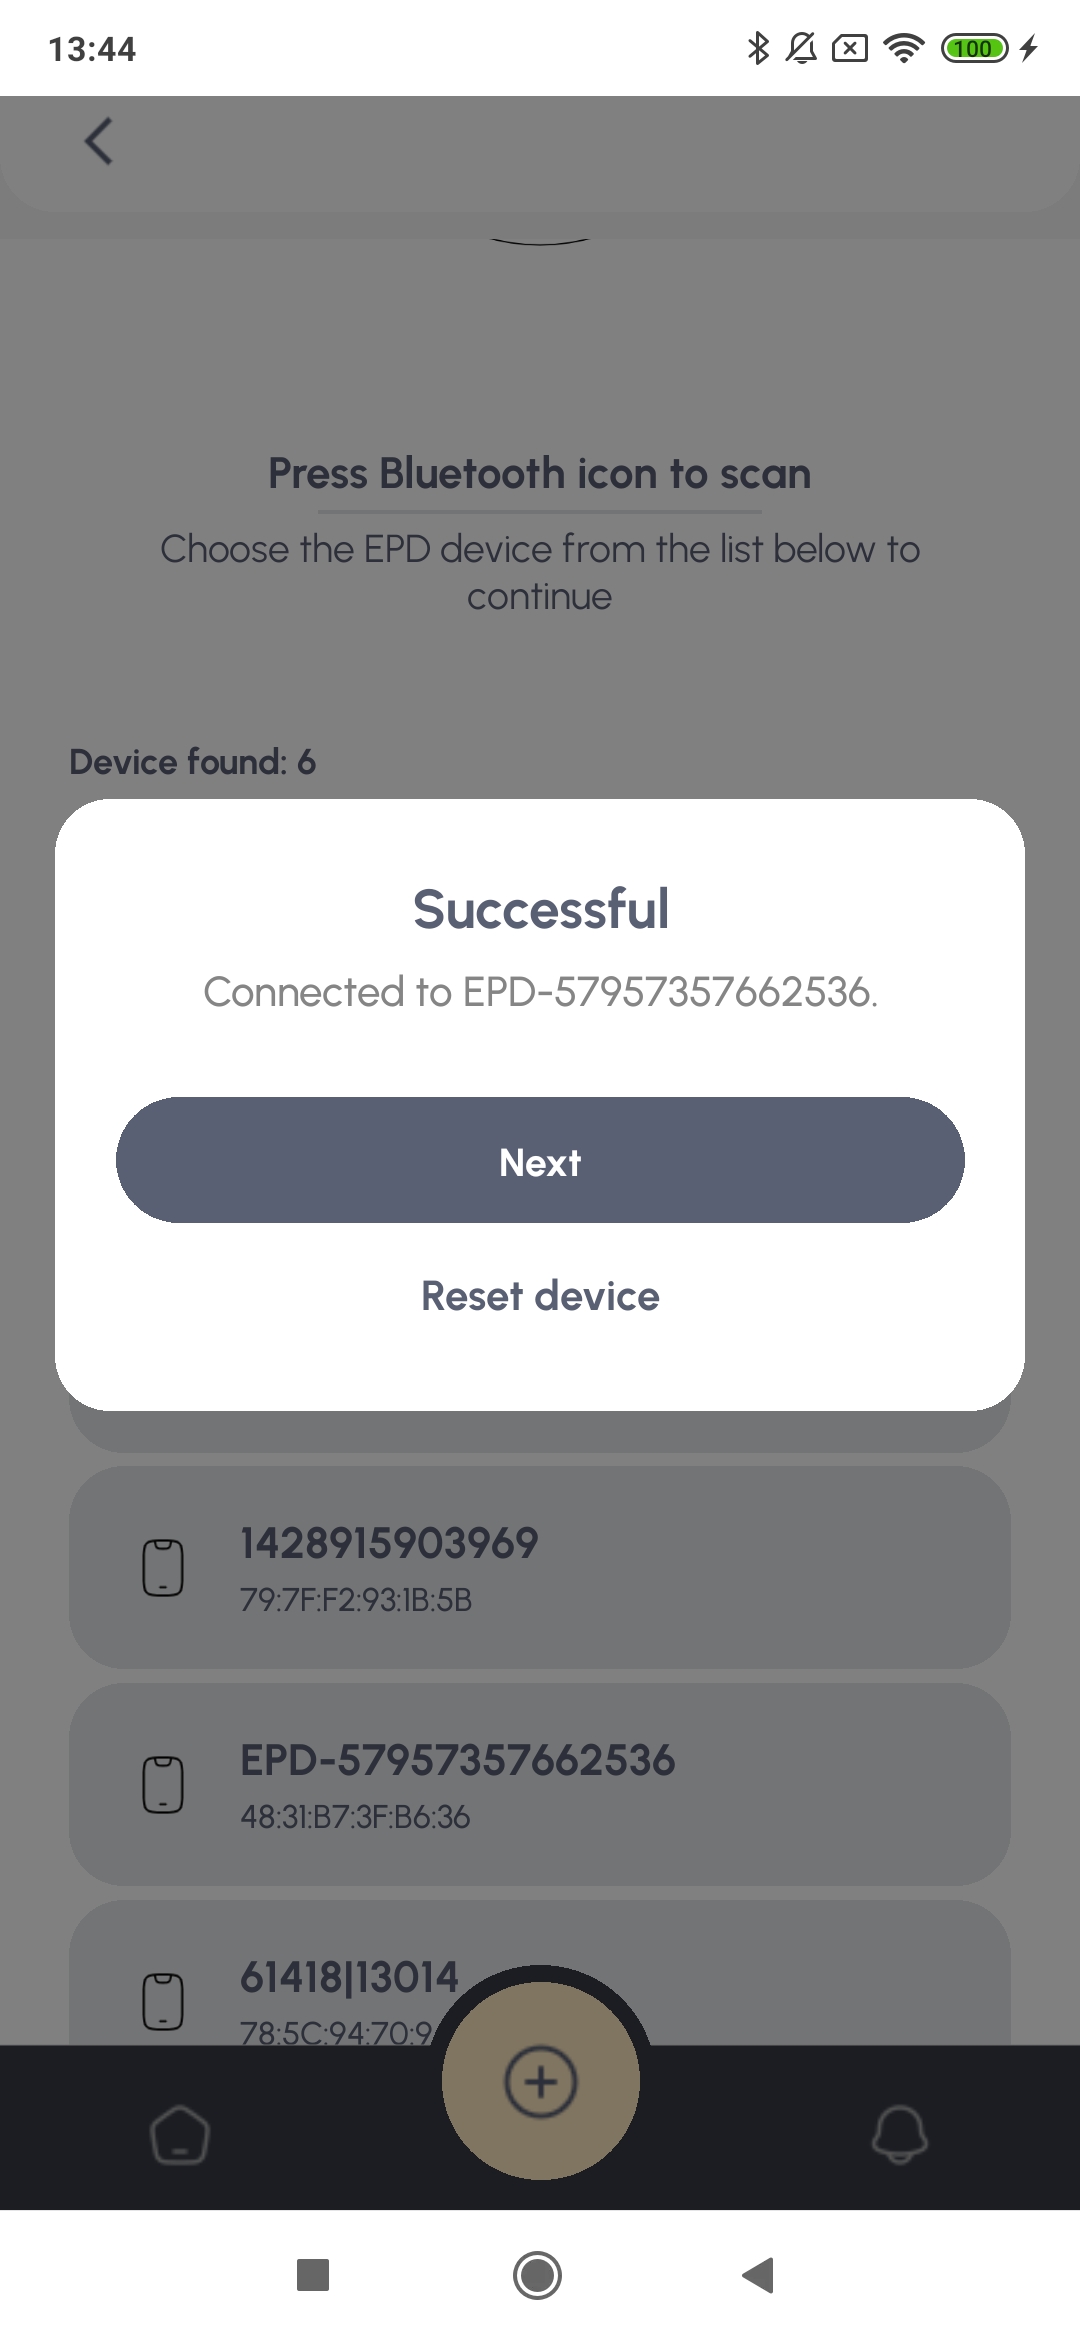 13:44
100
Press Bluetooth icon to scan
Choose the EPD device from the list below to
continue
Device found: 6
Successful
Connected to EPD-57957357662536.
Next
Reset device
1428915903969
79:7F:F2:93:1B:5B
EPD-57957357662536
48:31:B7:3F:B6:36
61418|13014
78:5C:94:70:9